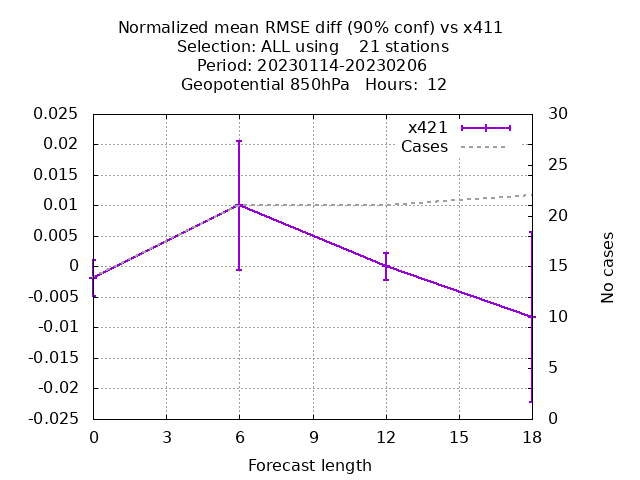 Normalized mean RMSE diff (90% conf) vs x411
Selection: ALL using    21 stations
Period: 20230114-20230206
Geopotential 850hPa   Hours:  12
x421
Cases
0.025
0.02
0.015
0.01
0.005
0
-0.005
-0.01
-0.015
-0.02
-0.025
30
25
20
15
10
5
0
No cases
0 3 6 9 12 15 18
Forecast length